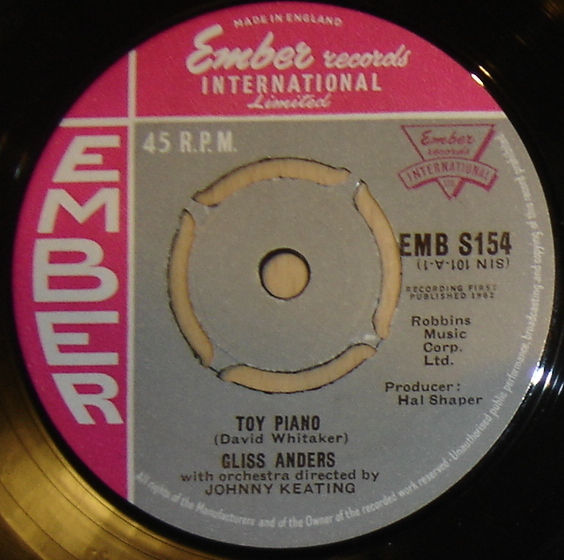 MADE IN ENGLAND
Ember records
INTERNATIONAL
Limited
EMBER
45 R.P.M.
Ember
records
INTERNATIONAL
EMB S154
(SIN 101-A-1)
RECORDING FIRST
PUBLISHED 1962
Robbins
Music
Corp.
Ltd.
Producer:
Hal Shaper
TOY PIANO
(David Whitaker)
GLISS ANDERS
with orchestra directed by
JOHNNY KEATING
All rights of the Manufacturers and of the Owner of the recorded work reserved · Unauthorised public performance, broadcasting and copying of this record prohibited